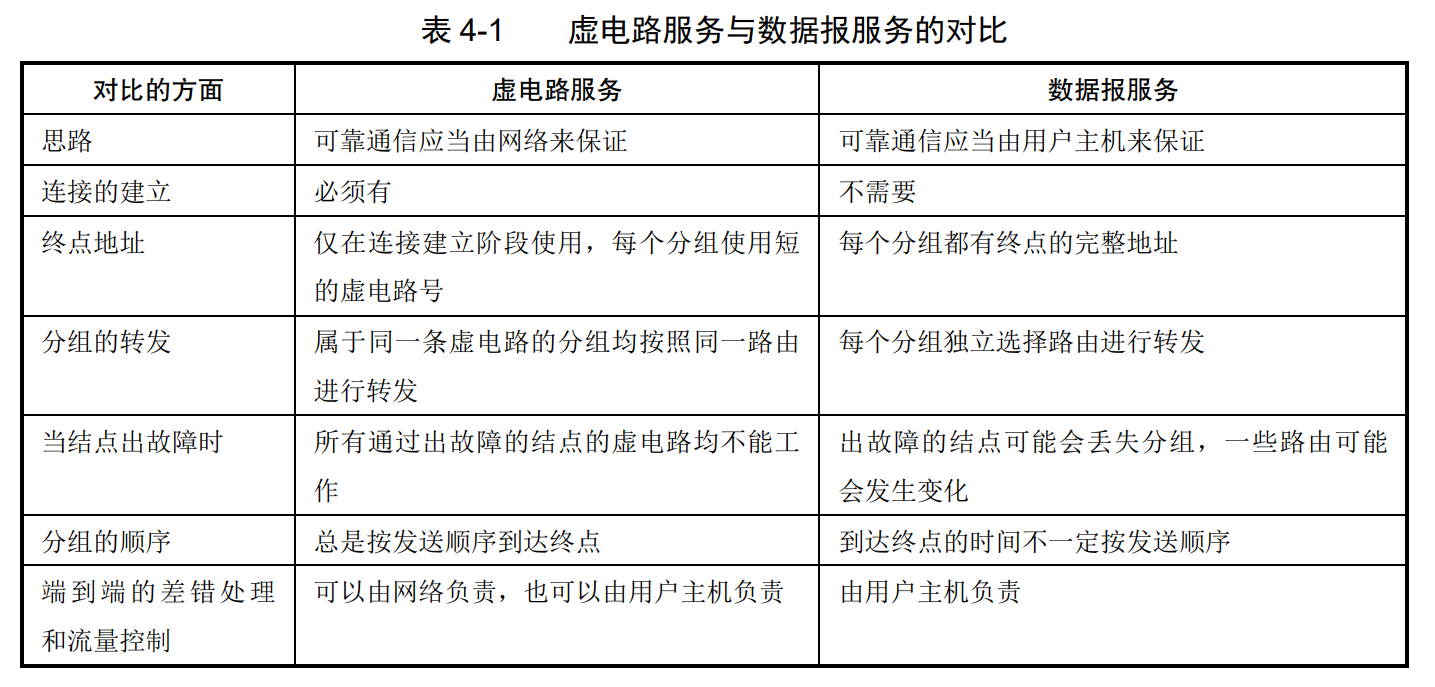 表 4-1 虚电路服务与数据报服务的对比
对比的方面 虚电路服务 数据报服务
思路 可靠通信应当由网络来保证 可靠通信应当由用户主机来保证
连接的建立 必须有 不需要
终点地址 仅在连接建立阶段使用，每个分组使用短 每个分组都有终点的完整地址
的虚电路号
分组的转发 属于同一条虚电路的分组均按照同一路由 每个分组独立选择路由进行转发
进行转发
当结点出故障时 所有通过出故障的结点的虚电路均不能工 出故障的结点可能会丢失分组，一些路由可能
作 会发生变化
分组的顺序 总是按发送顺序到达终点 到达终点的时间不一定按发送顺序
端到端的差错处理 可以由网络负责，也可以由用户主机负责 由用户主机负责
和流量控制